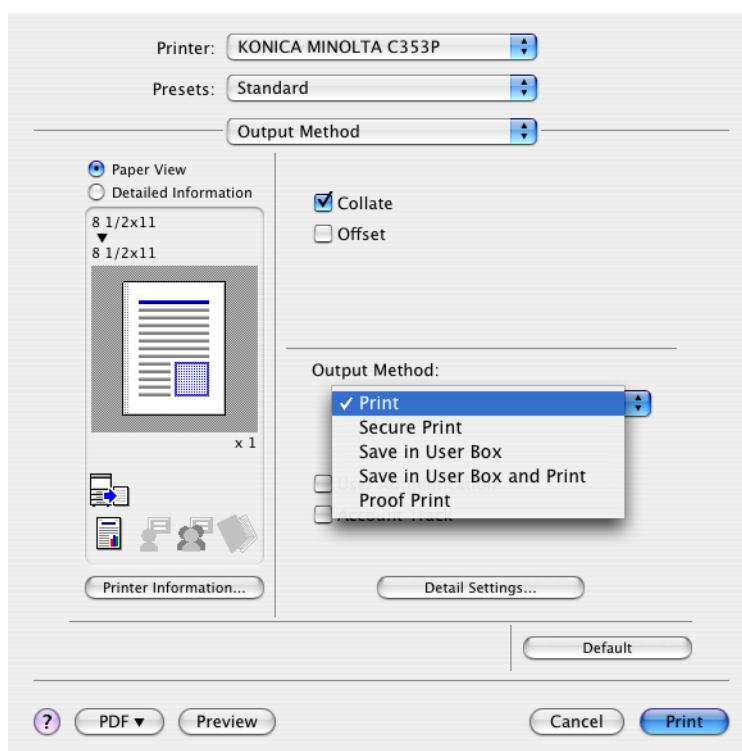 Printer: KONICA MINOLTA C353P
Presets: Standard
Output Method
Paper View
Detailed Information
8 1/2x11
8 1/2x11
x 1
Printer Information...
Collate
Offset
Output Method:
✓ Print
Secure Print
Save in User Box
Save in User Box and Print
Proof Print
Account Track
Detail Settings...
Default
?
PDF ▼
Preview
Cancel
Print